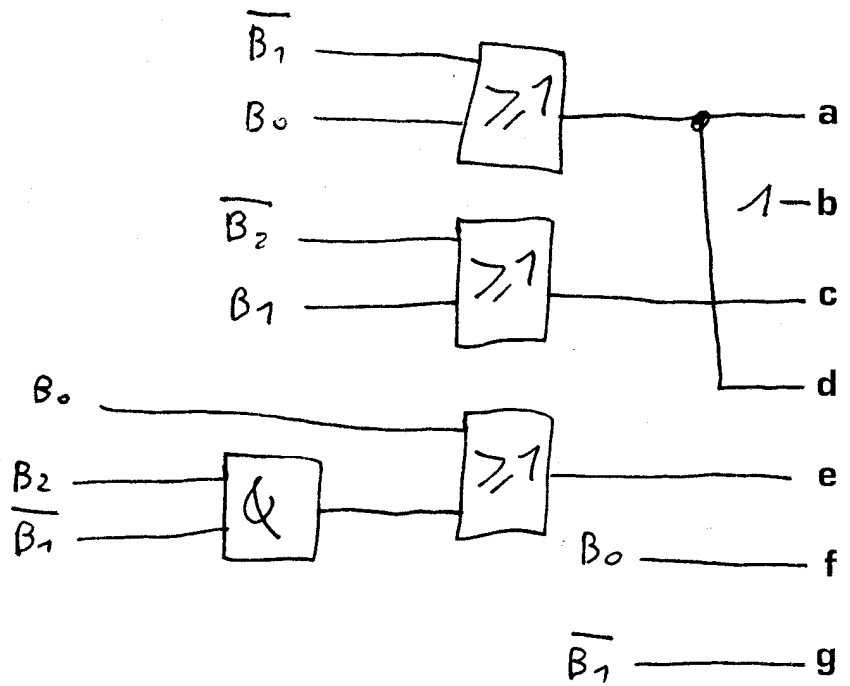 B̅₁
≥1
B₀
a
1 b
B̅₂
≥1
B₁
c
d
B₀
≥1
e
B₂
&
B̅₁
B₀ f
B̅₁ g